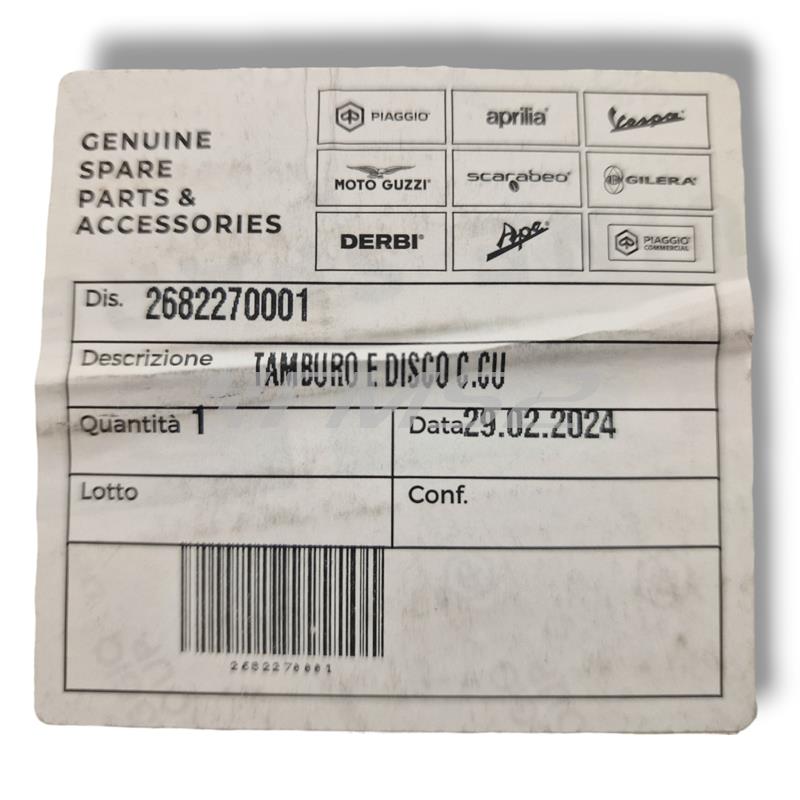 GENUINE
SPARE
PARTS &
ACCESSORIES
PIAGGIO® aprilia® Vespa®
MOTO GUZZI® scarabeo® GILERA®
DERBI® Ape® PIAGGIO® COMMERCIAL
Dis. 2682270001
Descrizione TAMBURO E DISCO C.CU
Quantità 1 Data 29.02.2024
Lotto Conf.
2682270001